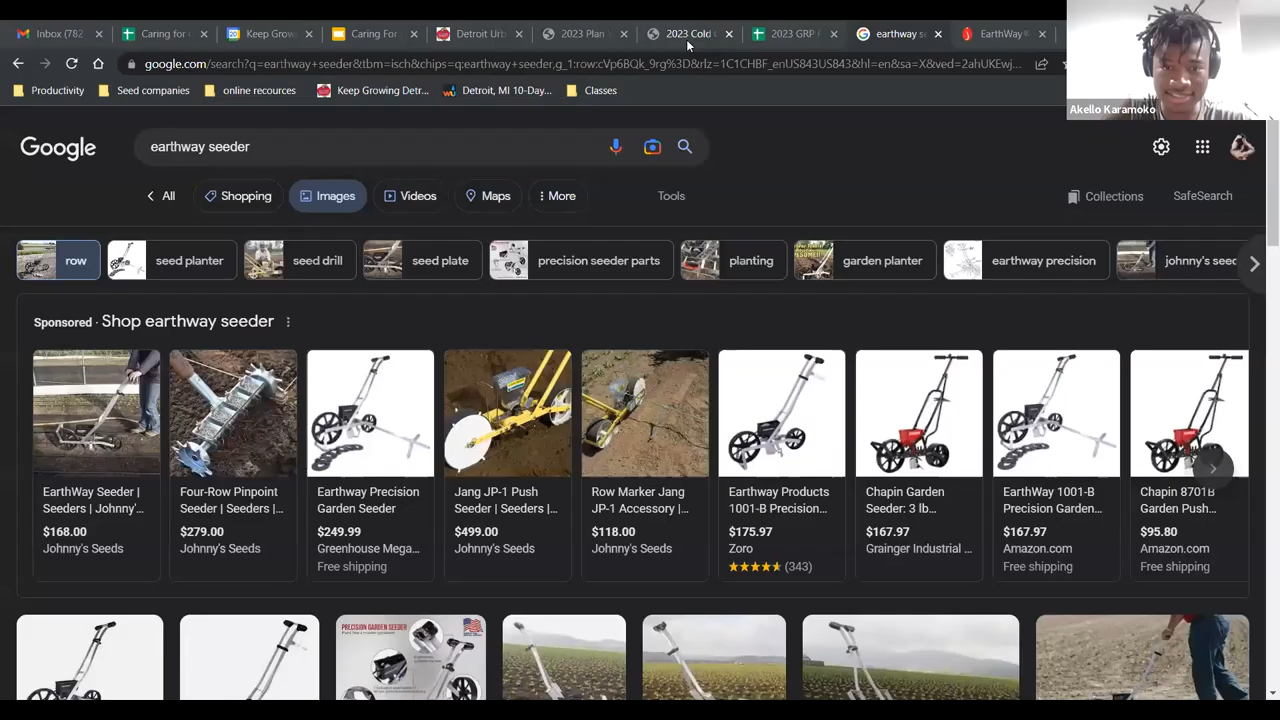 Inbox (782
Caring for
Keep Grow
Caring For
Detroit Urb
2023 Plan
2023 Cold
2023 GRP
earthway se
EarthWay®
google.com/search?q=earthway+seeder&tbm=isch&chips=q:earthway+seeder,g_1:row:cVp6BQk_9rg%3D&rlz=1C1CHBF_enUS843US843&hl=en&sa=X&ved=2ahUKEwj...
Productivity
Seed companies
online recources
Keep Growing Detr...
Detroit, MI 10-Day...
Classes
Akello Karamoko
Google
earthway seeder
All
Shopping
Images
Videos
Maps
More
Tools
Collections
SafeSearch
row
seed planter
seed drill
seed plate
precision seeder parts
planting
garden planter
earthway precision
johnny's see
Sponsored · Shop earthway seeder
EarthWay Seeder |
Seeders | Johnny'...
$168.00
Johnny's Seeds
Four-Row Pinpoint
Seeder | Seeders |...
$279.00
Johnny's Seeds
Earthway Precision
Garden Seeder
$249.99
Greenhouse Mega...
Free shipping
Jang JP-1 Push
Seeder | Seeders |...
$499.00
Johnny's Seeds
Row Marker Jang
JP-1 Accessory |...
$118.00
Johnny's Seeds
Earthway Products
1001-B Precision...
$175.97
Zoro
(343)
Chapin Garden
Seeder: 3 lb...
$167.97
Grainger Industrial ...
EarthWay 1001-B
Precision Garden...
$167.97
Amazon.com
Free shipping
Chapin 8701B
Garden Push...
$95.80
Amazon.com
Free shipping
PRECISION GARDEN SEEDER